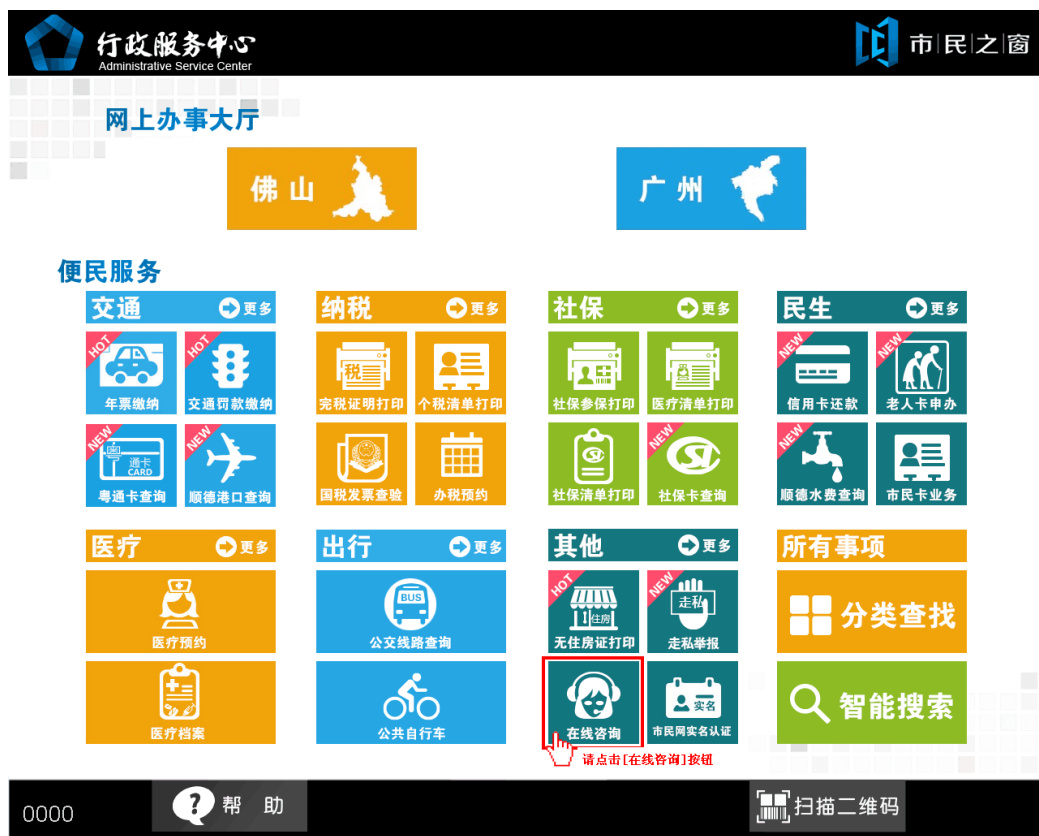 行政服务中心
Administrative Service Center
市民之窗
网上办事大厅
佛山
广州
便民服务
交通 更多
纳税 更多
社保 更多
民生 更多
HOT
HOT
税
NEW
NEW
年票缴纳 交通罚款缴纳 完税证明打印 个税清单打印 社保参保打印 医疗清单打印 信用卡还款 老人卡申办
NEW
通卡
CARD
NEW
NEW
NEW
粤通卡查询 顺德港口查询 国税发票查验 办税预约 社保清单打印 社保卡查询 顺德水费查询 市民卡业务
医疗 更多
出行 更多
其他 更多
所有事项
BUS
HOT
住房
NEW
走私
医疗预约 公交线路查询 无住房证打印 走私举报
分类查找
实名
医疗档案 公共自行车 在线咨询 市民网实名认证
智能搜索
请点击[在线咨询]按钮
0000
? 帮 助
扫描二维码